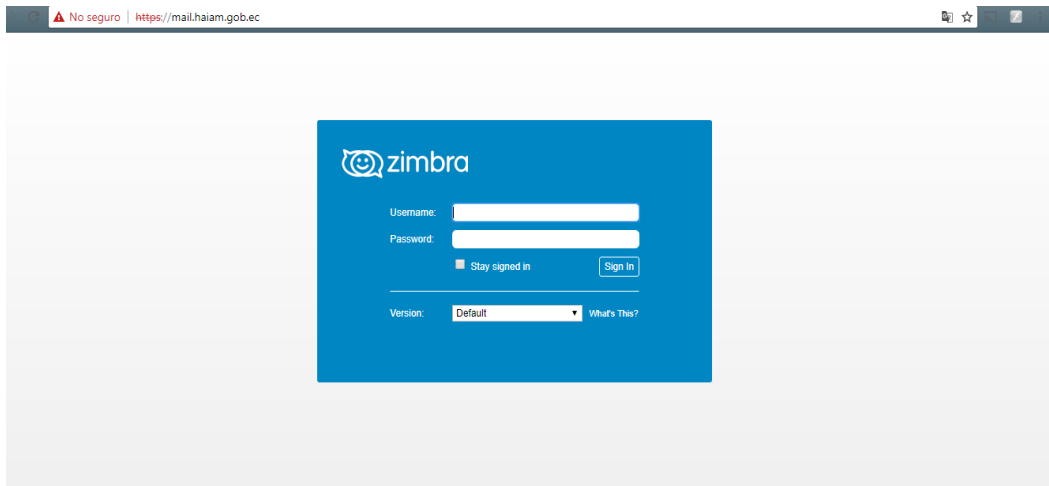 No seguro | https://mail.haiam.gob.ec
zimbra
Username:
Password:
Stay signed in Sign In
Version: Default What's This?